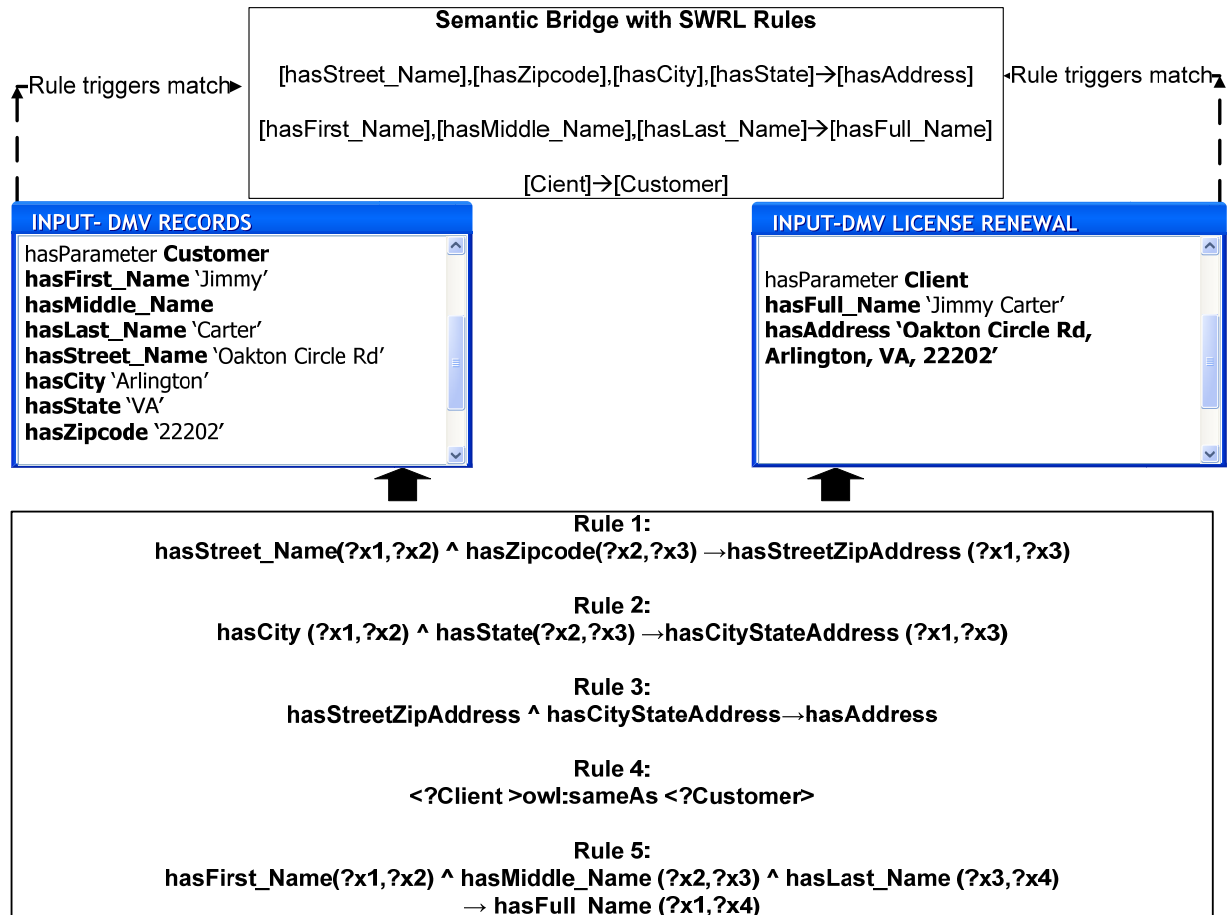 Semantic Bridge with SWRL Rules
[hasStreet_Name],[hasZipcode],[hasCity],[hasState]→[hasAddress]
[hasFirst_Name],[hasMiddle_Name],[hasLast_Name]→[hasFull_Name]
[Cient]→[Customer]
Rule triggers match
Rule triggers match
INPUT- DMV RECORDS
hasParameter Customer
hasFirst_Name ‘Jimmy’
hasMiddle_Name
hasLast_Name ‘Carter’
hasStreet_Name ‘Oakton Circle Rd’
hasCity ‘Arlington’
hasState ‘VA’
hasZipcode ‘22202’
INPUT-DMV LICENSE RENEWAL
hasParameter Client
hasFull_Name ‘Jimmy Carter’
hasAddress ‘Oakton Circle Rd,
Arlington, VA, 22202’
Rule 1:
hasStreet_Name(?x1,?x2) ^ hasZipcode(?x2,?x3) →hasStreetZipAddress (?x1,?x3)
Rule 2:
hasCity (?x1,?x2) ^ hasState(?x2,?x3) →hasCityStateAddress (?x1,?x3)
Rule 3:
hasStreetZipAddress ^ hasCityStateAddress→hasAddress
Rule 4:
<?Client >owl:sameAs <?Customer>
Rule 5:
hasFirst_Name(?x1,?x2) ^ hasMiddle_Name (?x2,?x3) ^ hasLast_Name (?x3,?x4)
→ hasFull_Name (?x1,?x4)